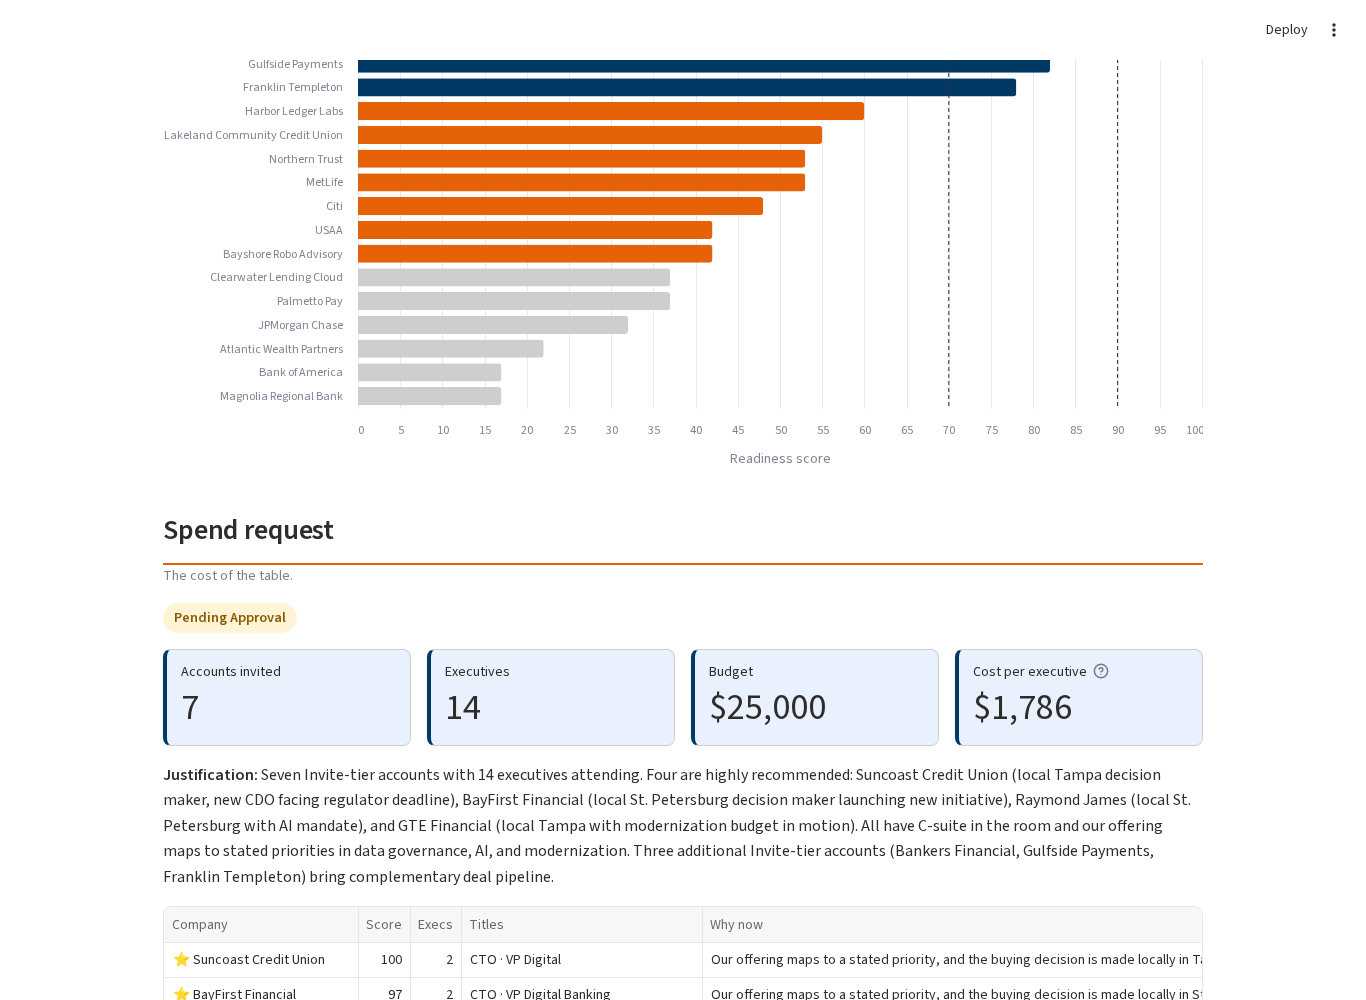 Deploy
Gulfside Payments
Franklin Templeton
Harbor Ledger Labs
Lakeland Community Credit Union
Northern Trust
MetLife
Citi
USAA
Bayshore Robo Advisory
Clearwater Lending Cloud
Palmetto Pay
JPMorgan Chase
Atlantic Wealth Partners
Bank of America
Magnolia Regional Bank
0 5 10 15 20 25 30 35 40 45 50 55 60 65 70 75 80 85 90 95 100
Readiness score
Spend request
The cost of the table.
Pending Approval
Accounts invited
7
Executives
14
Budget
$25,000
Cost per executive
$1,786
Justification: Seven Invite-tier accounts with 14 executives attending. Four are highly recommended: Suncoast Credit Union (local Tampa decision
maker, new CDO facing regulator deadline), BayFirst Financial (local St. Petersburg decision maker launching new initiative), Raymond James (local St.
Petersburg with AI mandate), and GTE Financial (local Tampa with modernization budget in motion). All have C-suite in the room and our offering
maps to stated priorities in data governance, AI, and modernization. Three additional Invite-tier accounts (Bankers Financial, Gulfside Payments,
Franklin Templeton) bring complementary deal pipeline.
Company Score Execs Titles Why now
⭐ Suncoast Credit Union 100 2 CTO · VP Digital Our offering maps to a stated priority, and the buying decision is made locally in
⭐ BayFirst Financial 97 2 CTO · VP Digital Banking Our offering maps to a stated priority, and the buying decision is made locally in